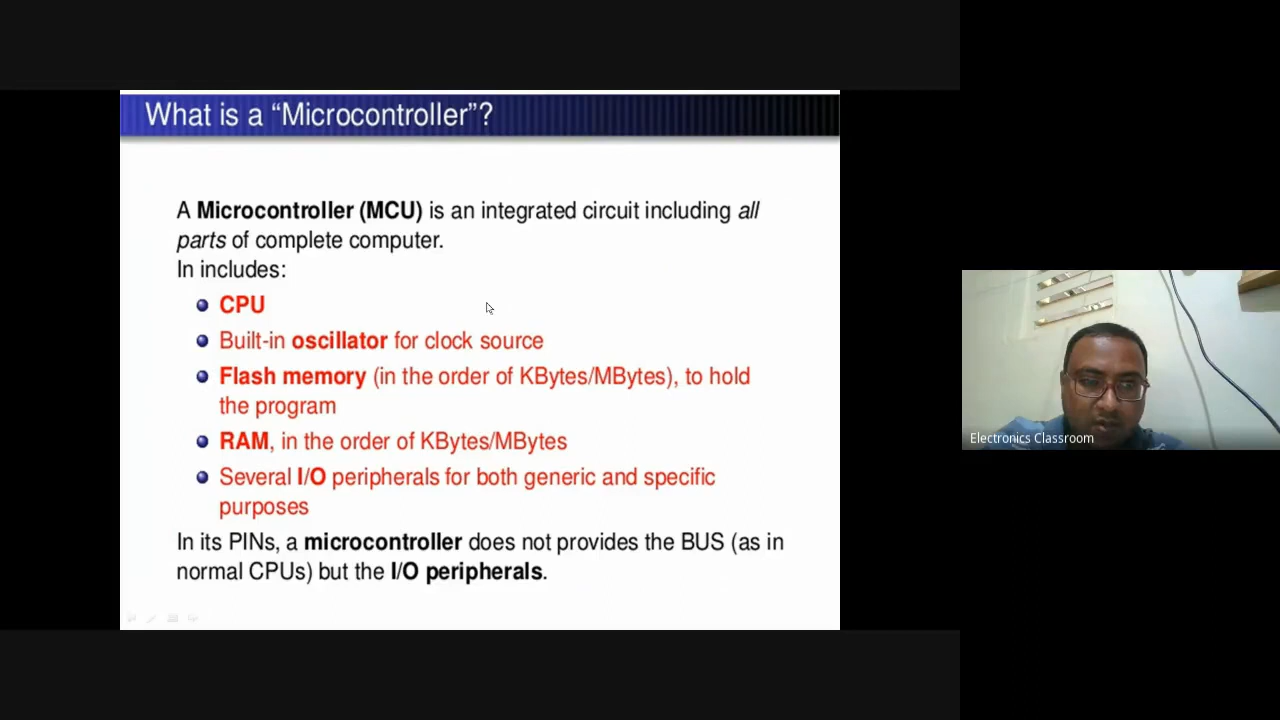 What is a “Microcontroller”?
A Microcontroller (MCU) is an integrated circuit including all
parts of complete computer.
In includes:
CPU
Built-in oscillator for clock source
Flash memory (in the order of KBytes/MBytes), to hold
the program
RAM, in the order of KBytes/MBytes
Several I/O peripherals for both generic and specific
purposes
In its PINs, a microcontroller does not provides the BUS (as in
normal CPUs) but the I/O peripherals.
Electronics Classroom